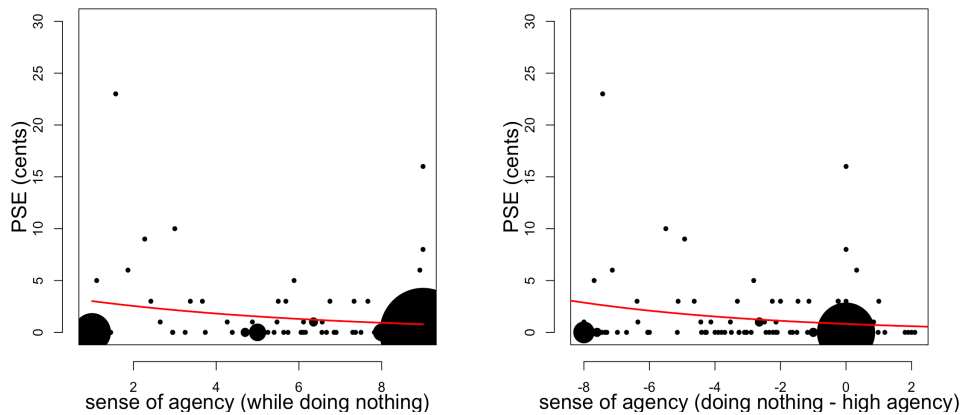 30
25
20
15
10
5
0
PSE (cents)
2 4 6 8
sense of agency (while doing nothing)
30
25
20
15
10
5
0
PSE (cents)
-8 -6 -4 -2 0 2
sense of agency (doing nothing - high agency)